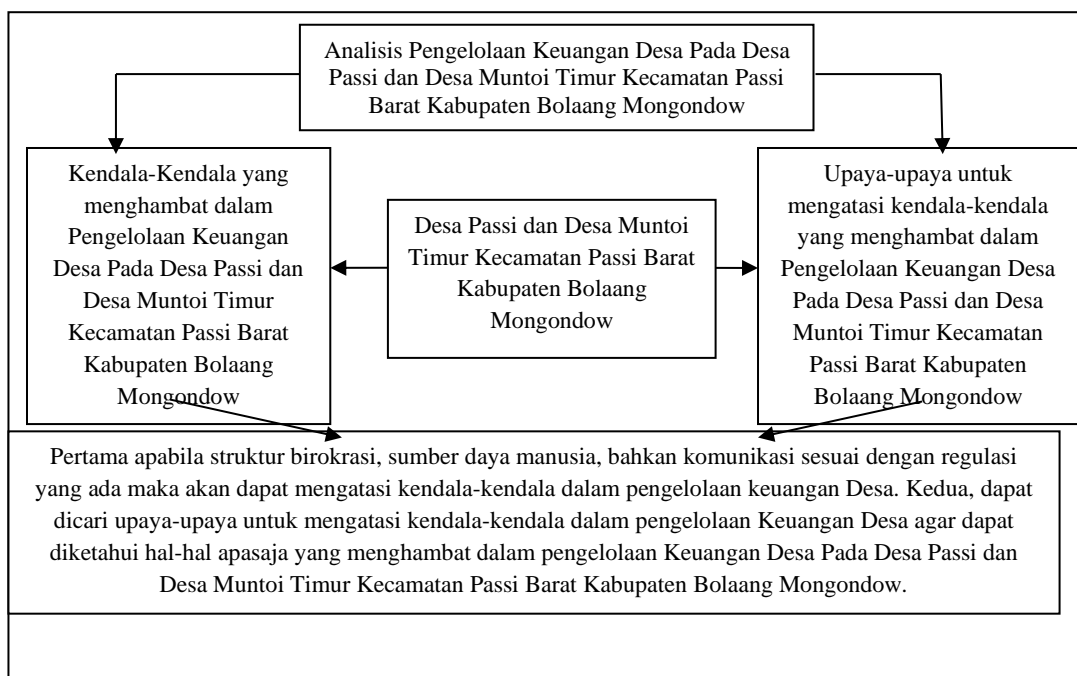 Analisis Pengelolaan Keuangan Desa Pada Desa
Passi dan Desa Muntoi Timur Kecamatan Passi
Barat Kabupaten Bolaang Mongondow
Kendala-Kendala yang
menghambat dalam
Pengelolaan Keuangan
Desa Pada Desa Passi dan
Desa Muntoi Timur
Kecamatan Passi Barat
Kabupaten Bolaang
Mongondow
Desa Passi dan Desa Muntoi
Timur Kecamatan Passi Barat
Kabupaten Bolaang
Mongondow
Upaya-upaya untuk
mengatasi kendala-kendala
yang menghambat dalam
Pengelolaan Keuangan Desa
Pada Desa Passi dan Desa
Muntoi Timur Kecamatan
Passi Barat Kabupaten
Bolaang Mongondow
Pertama apabila struktur birokrasi, sumber daya manusia, bahkan komunikasi sesuai dengan regulasi
yang ada maka akan dapat mengatasi kendala-kendala dalam pengelolaan keuangan Desa. Kedua, dapat
dicari upaya-upaya untuk mengatasi kendala-kendala dalam pengelolaan Keuangan Desa agar dapat
diketahui hal-hal apasaja yang menghambat dalam pengelolaan Keuangan Desa Pada Desa Passi dan
Desa Muntoi Timur Kecamatan Passi Barat Kabupaten Bolaang Mongondow.